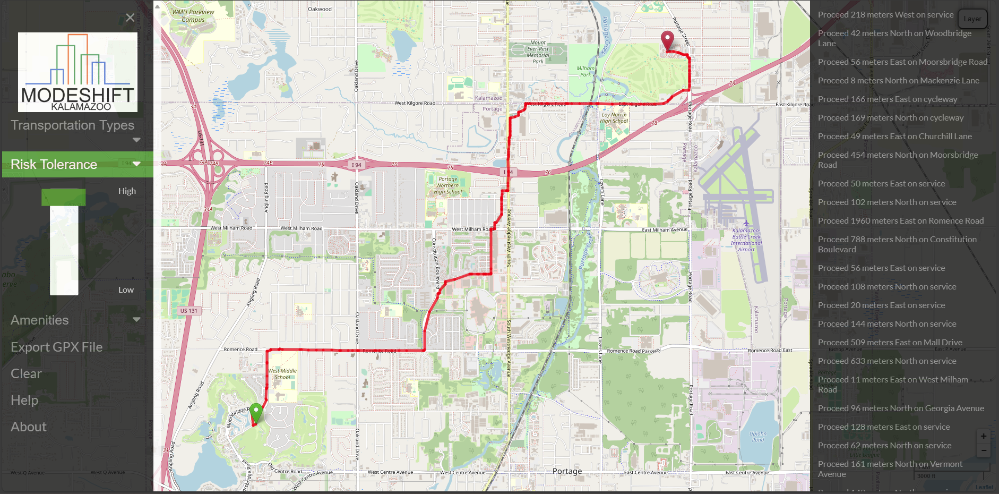 ×
MODESHIFT
KALAMAZOO
Transportation Types
Risk Tolerance
High
Low
Amenities
Export GPX File
Clear
Help
About
WMU Parkview
Campus
Oakwood
Oakland Drive
Mount
Ever-Rest
Memorial
Park
Portage Creek
Milham
Park
Portage Street
Kalamazoo
Portage
West Kilgore Road
West Kilgore Road
East Kilgore Road
East Kilgore Road
Loy Norrix
High School
Portage Road
78
78
34
US-131
74A
74B
74B
75
I 94
75
76
I 94
76
34A
Portage
Northern
High School
Angling Road
Oakland Drive
Lovers Lane
Portage Road
Portage
Kalamazoo
West Milham Road
West Milham Road
West Milham Road
East Milham Avenue
South Westnedge Avenue
Constitution Boulevard
Portage Creek
Kalamazoo-
Battle Creek
International
Airport
Angling Road
US 131
Oakland Drive
South Westnedge Avenue
Portage Road
Kalamazoo
Portage
Romence Road
Romence Road
Romence Road Parkway
Romence Road East
Lovers Lane
West Middle
School
Angling Road
Moorsbridge R
Portage Road
Upjohn
Pond
31
Angling Road
Oakland Drive
Old Centre Road
West Centre Avenue
West Centre Avenue
West Centre Avenue
Portage
East Centre Avenue
East Centre Avenue
West Q Avenue
West Q Avenue
Layer
Proceed 218 meters West on service
Proceed 42 meters North on Woodbridge
Lane
Proceed 56 meters East on Moorsbridge Road
Proceed 8 meters North on Mackenzie Lane
Proceed 166 meters East on cycleway
Proceed 169 meters North on cycleway
Proceed 49 meters East on Churchill Lane
Proceed 454 meters North on Moorsbridge
Road
Proceed 50 meters East on service
Proceed 102 meters North on service
Proceed 1960 meters East on Romence Road
Proceed 788 meters North on Constitution
Boulevard
Proceed 56 meters East on service
Proceed 108 meters North on service
Proceed 20 meters East on service
Proceed 144 meters North on service
Proceed 509 meters East on Mall Drive
Proceed 633 meters North on service
Proceed 11 meters East on West Milham
Road
Proceed 96 meters North on Georgia Avenue
Proceed 128 meters East on service
Proceed 62 meters North on service
Proceed 161 meters North on Vermont
Avenue
+
−
3000 ft
Leaflet